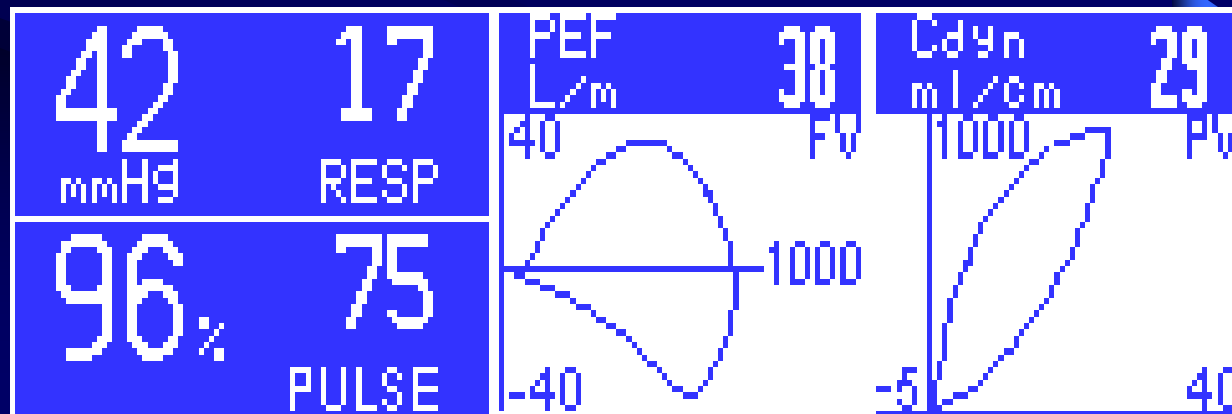 42 17
mmHg RESP
96% 75
PULSE
PEF 38
L/m
40 FV
1000
-40
Cdyn 29
ml/cm
1000 PV
-5 40